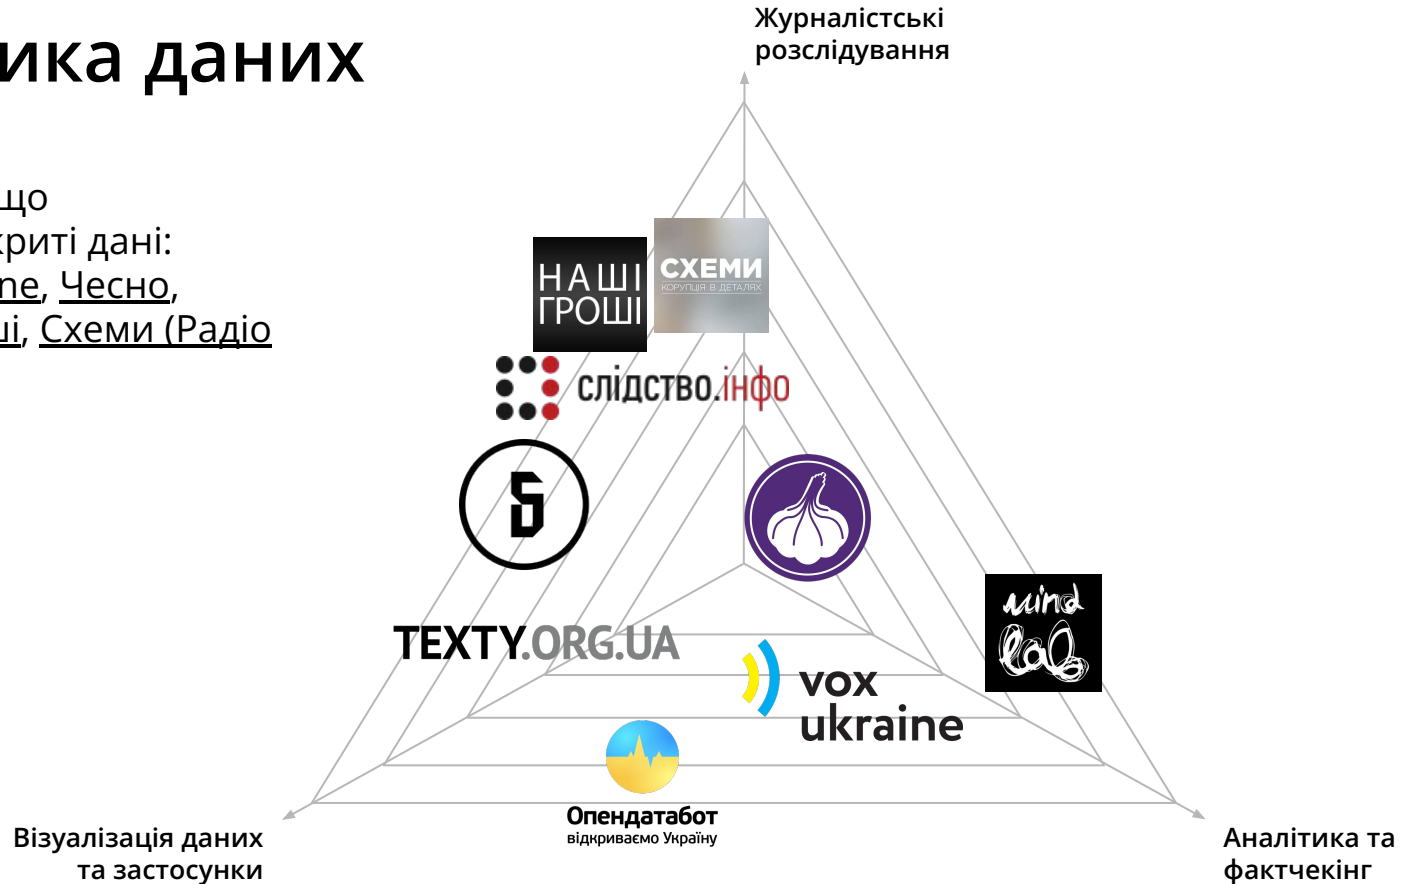 ика даних
що
криті дані:
ne, Чесно,
ші, Схеми (Радіо
Журналістські
розслідування
НАШІ
ГРОШІ
СХЕМИ
КОРУПЦІЯ В ДЕТАЛЯХ
слідство.інфо
TEXTY.ORG.UA
mind
lab
vox
ukraine
Опендатабот
відкриваємо Україну
Візуалізація даних
та застосунки
Аналітика та
фактчекінг